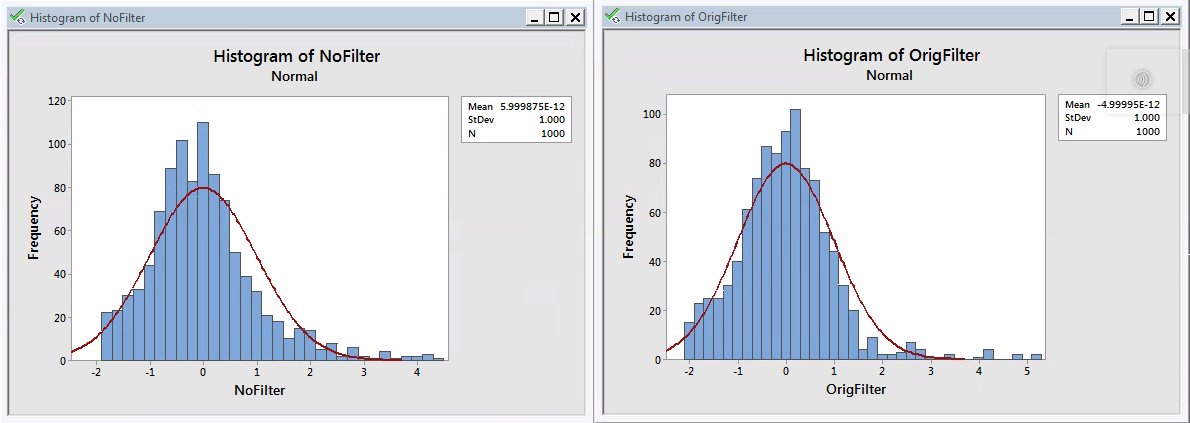 Histogram of NoFilter
Histogram of NoFilter
Normal
120
100
80
60
40
20
0
Frequency
-2 -1 0 1 2 3 4
NoFilter
Mean 5.999875E-12
StDev 1.000
N 1000
Histogram of OrigFilter
Histogram of OrigFilter
Normal
100
80
60
40
20
0
Frequency
-2 -1 0 1 2 3 4 5
OrigFilter
Mean -4.99995E-12
StDev 1.000
N 1000